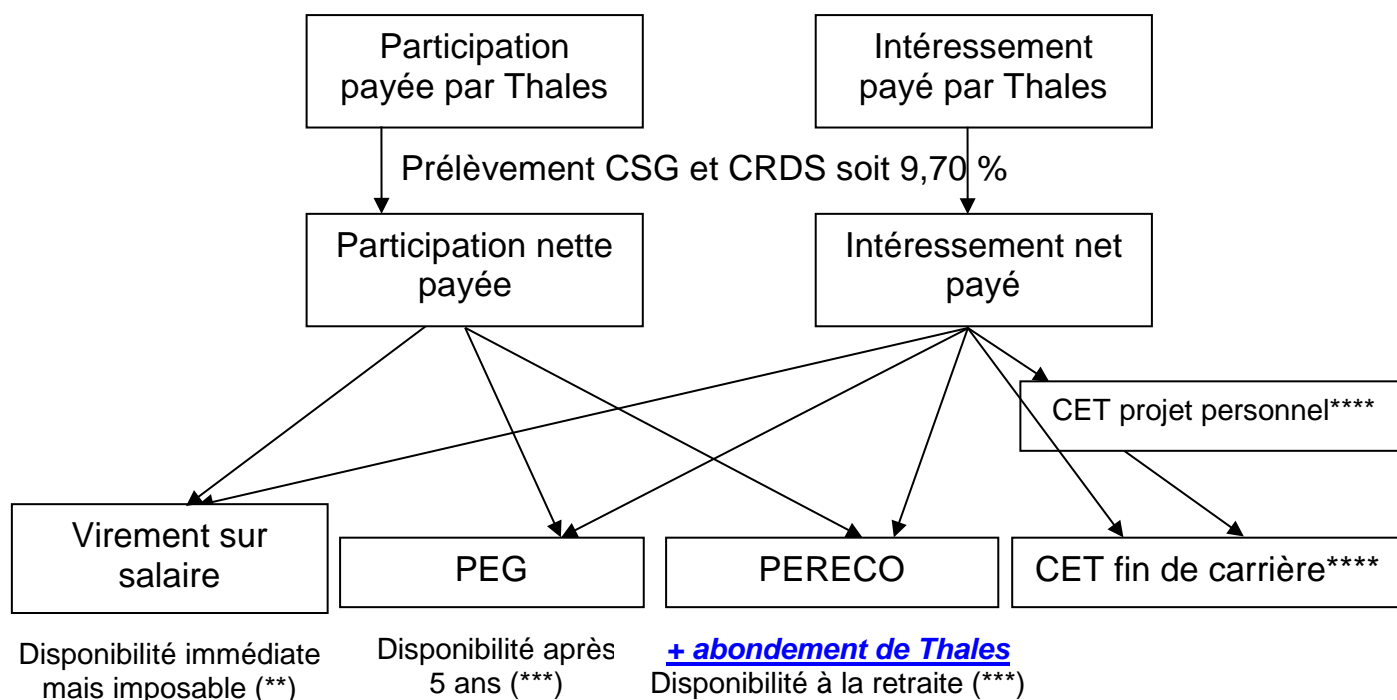 Participation
payée par Thales
Intéressement
payé par Thales
Prélèvement CSG et CRDS soit 9,70 %
Participation nette
payée
Intéressement net
payé
CET projet personnel****
Virement sur
salaire
PEG
PERECO
CET fin de carrière****
Disponibilité immédiate
mais imposable (**)
Disponibilité après
5 ans (***)
+ abondement de Thales
Disponibilité à la retraite (***)